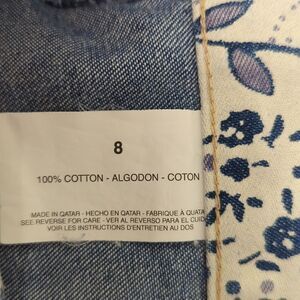 8
100% COTTON - ALGODON - COTON
MADE IN QATAR - HECHO EN QATAR - FABRIQUE À QUATA
SEE REVERSE FOR CARE - VER AL REVERSO PARA EL CUID
VOIR LES INSTRUCTIONS D'ENTRETIEN AU DOS